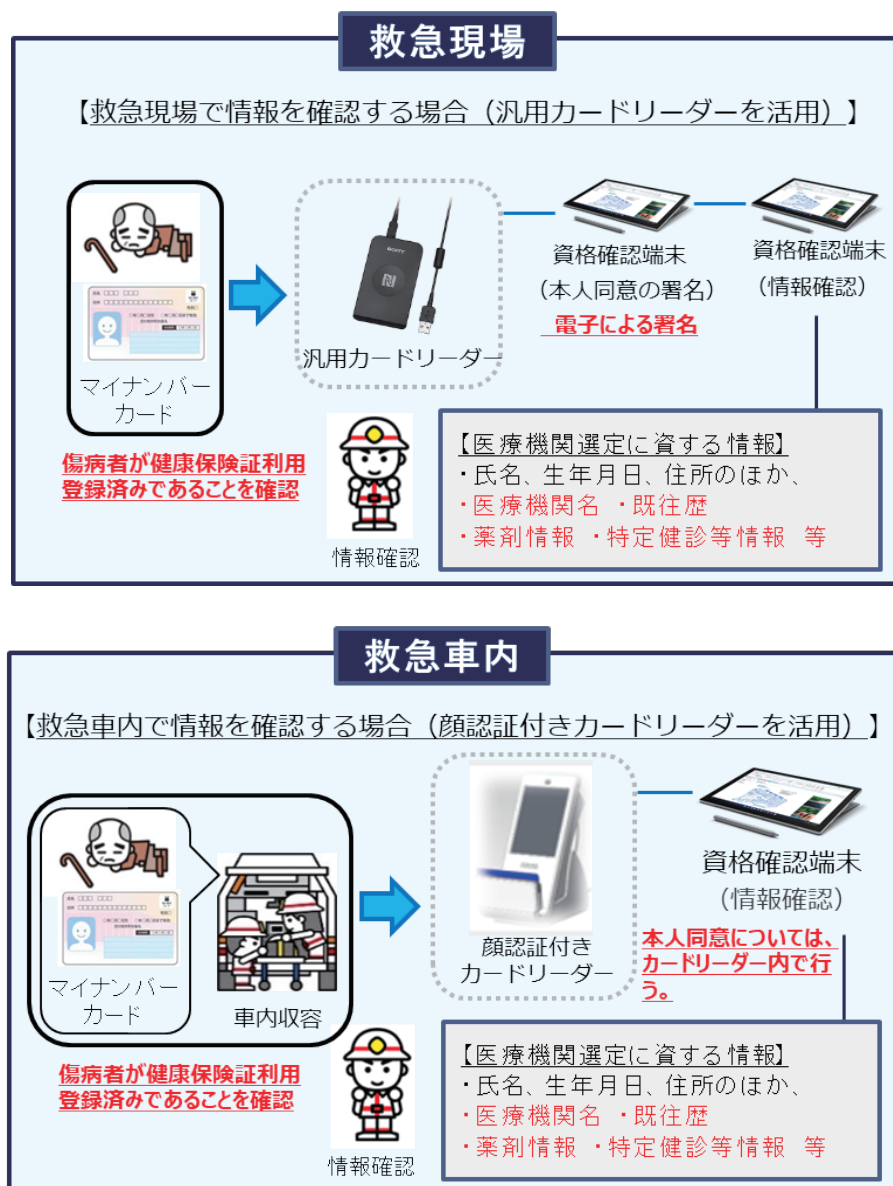 救急現場
【救急現場で情報を確認する場合（汎用カードリーダーを活用）】
マイナンバー
カード
傷病者が健康保険証利用
登録済みであることを確認
SONY
汎用カードリーダー
資格確認端末
（本人同意の署名）
電子による署名
資格確認端末
（情報確認）
情報確認
【医療機関選定に資する情報】
・氏名、生年月日、住所のほか、
・医療機関名 ・既往歴
・薬剤情報 ・特定健診等情報 等
救急車内
【救急車内で情報を確認する場合（顔認証付きカードリーダーを活用）】
マイナンバー
カード
車内収容
傷病者が健康保険証利用
登録済みであることを確認
顔認証付き
カードリーダー
資格確認端末
（情報確認）
本人同意については、
カードリーダー内で行
う。
情報確認
【医療機関選定に資する情報】
・氏名、生年月日、住所のほか、
・医療機関名 ・既往歴
・薬剤情報 ・特定健診等情報 等